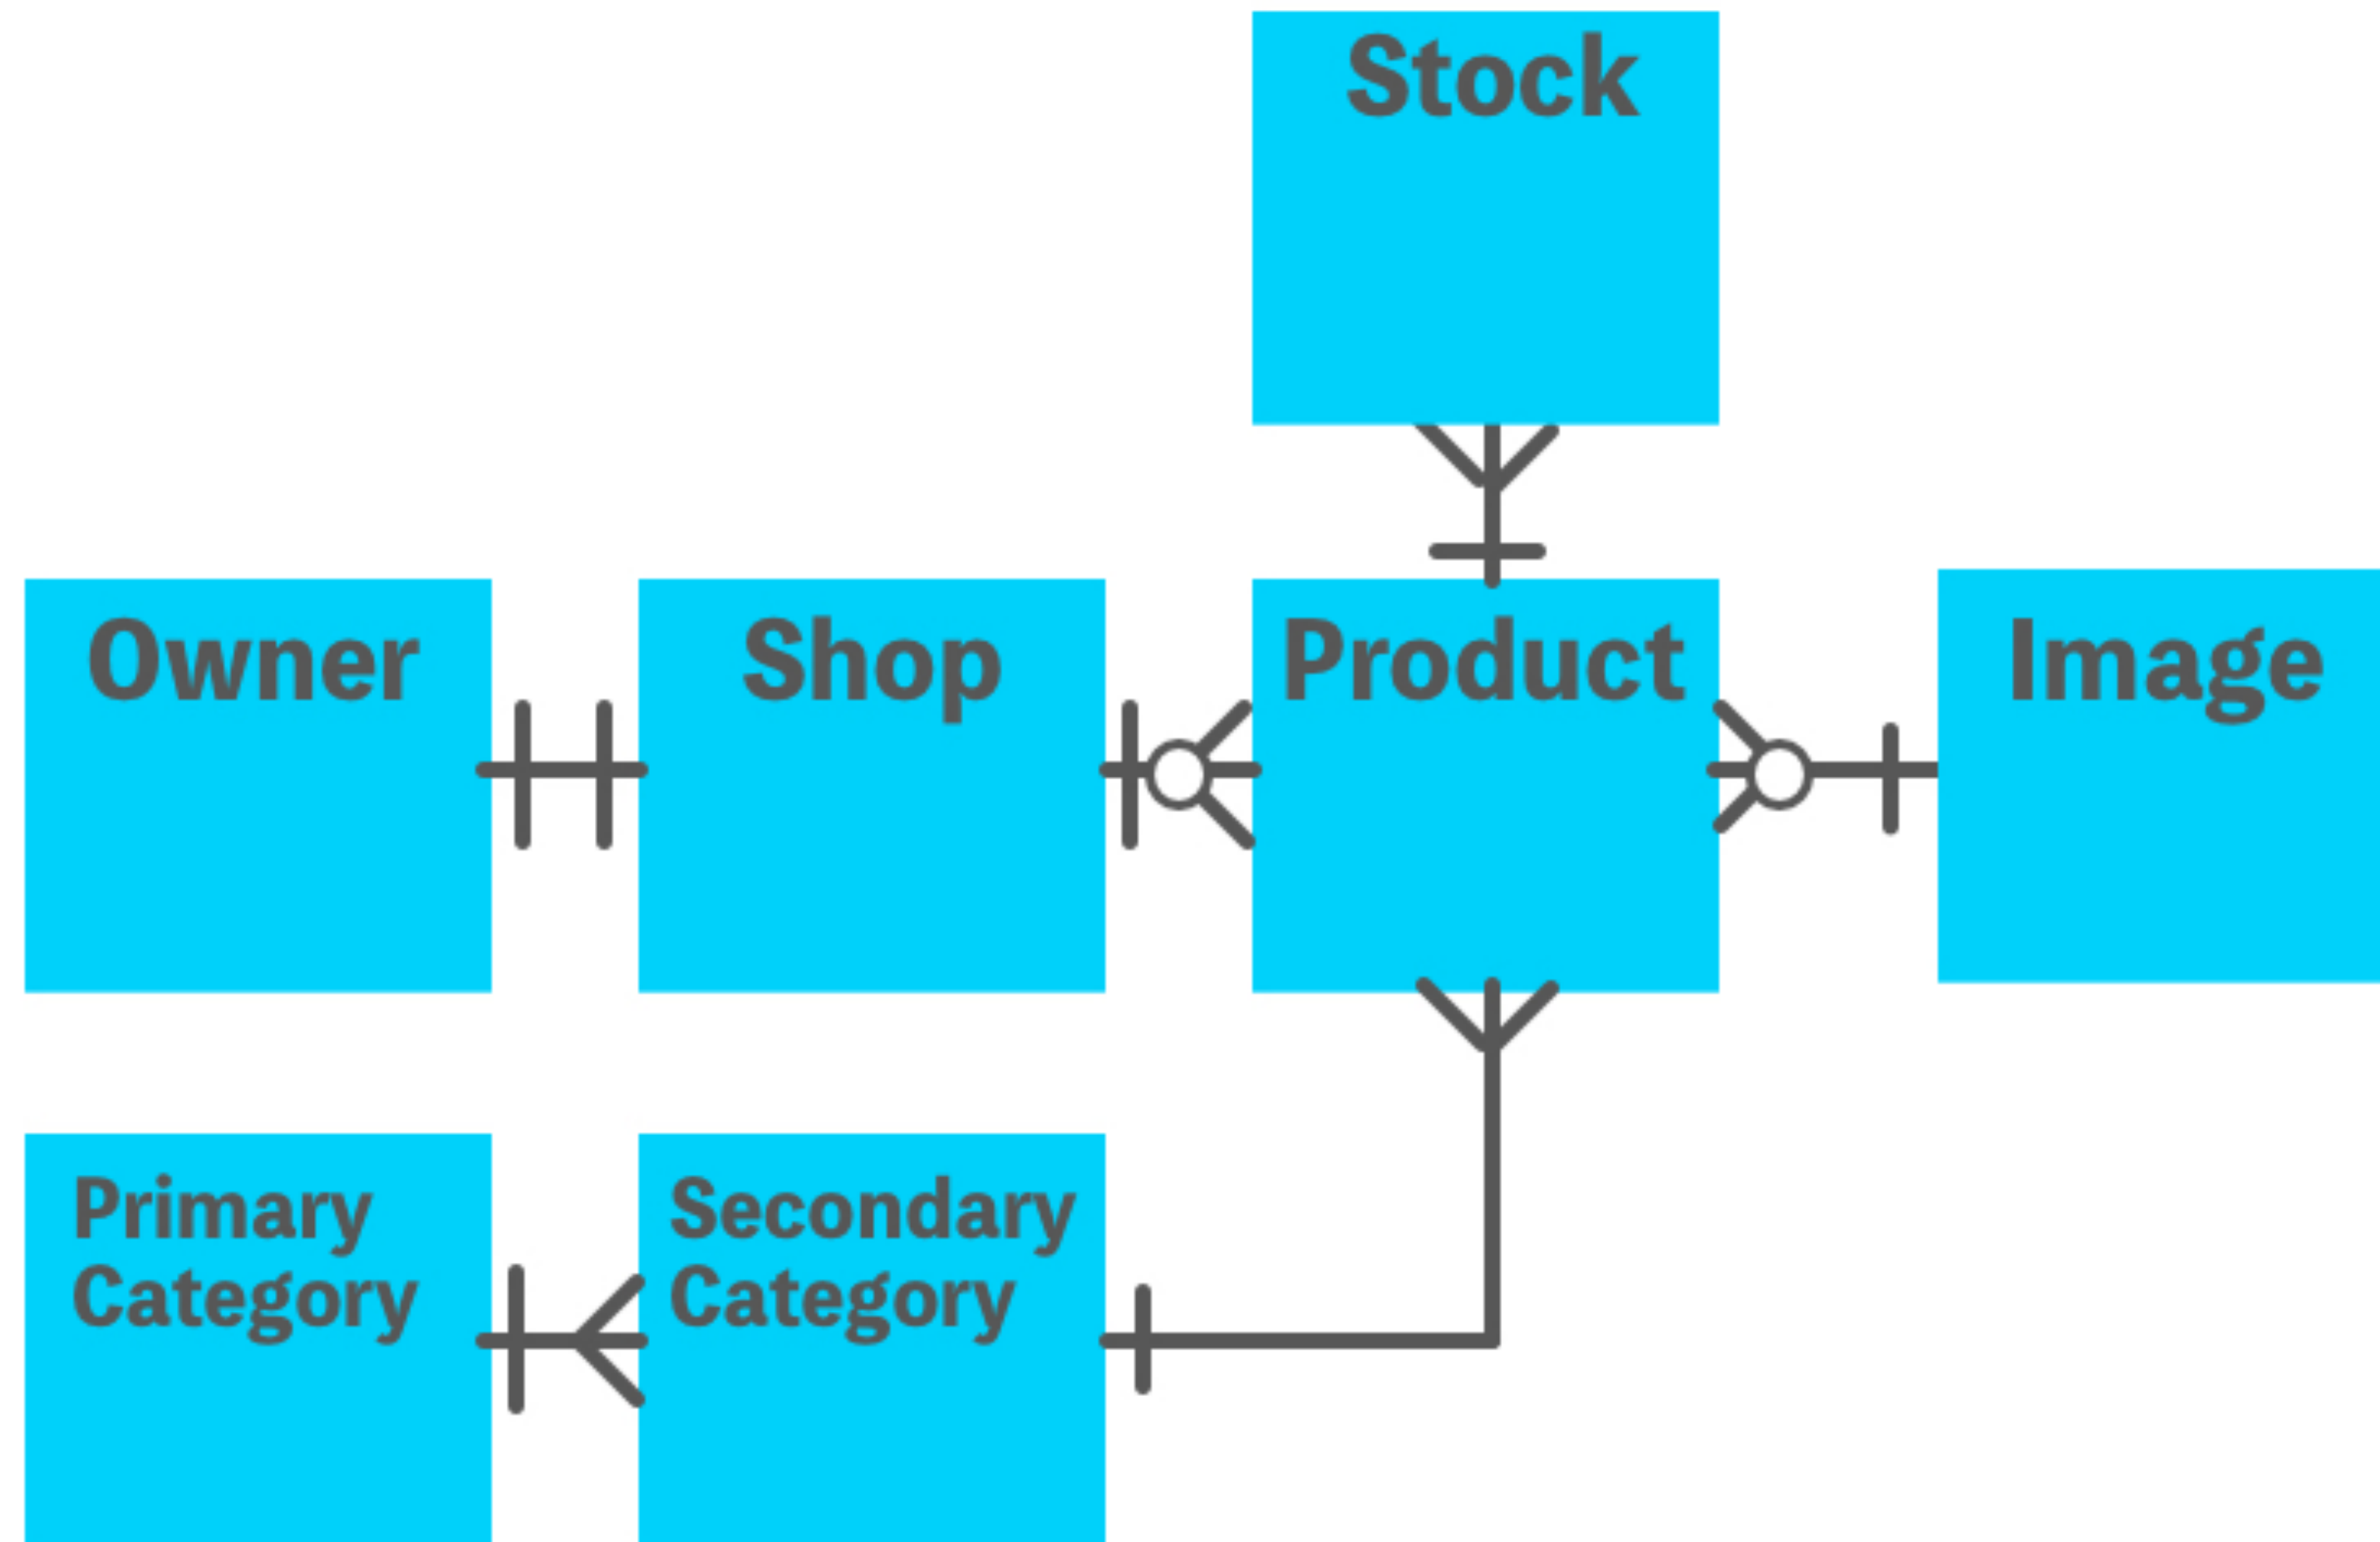 Stock
Owner
Shop
Product
Image
Primary
Category
Secondary
Category